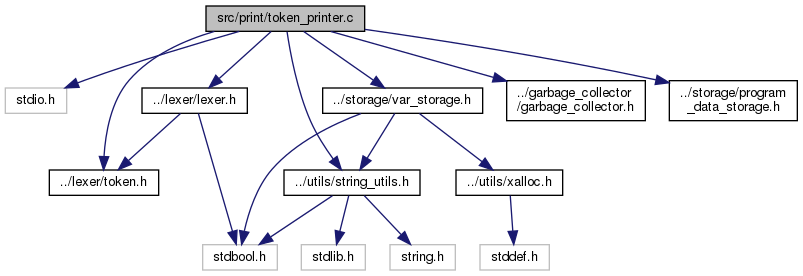 src/print/token_printer.c
stdio.h
../lexer/lexer.h
../storage/var_storage.h
../garbage_collector
/garbage_collector.h
../storage/program
_data_storage.h
../lexer/token.h
../utils/string_utils.h
../utils/xalloc.h
stdbool.h
stdlib.h
string.h
stddef.h